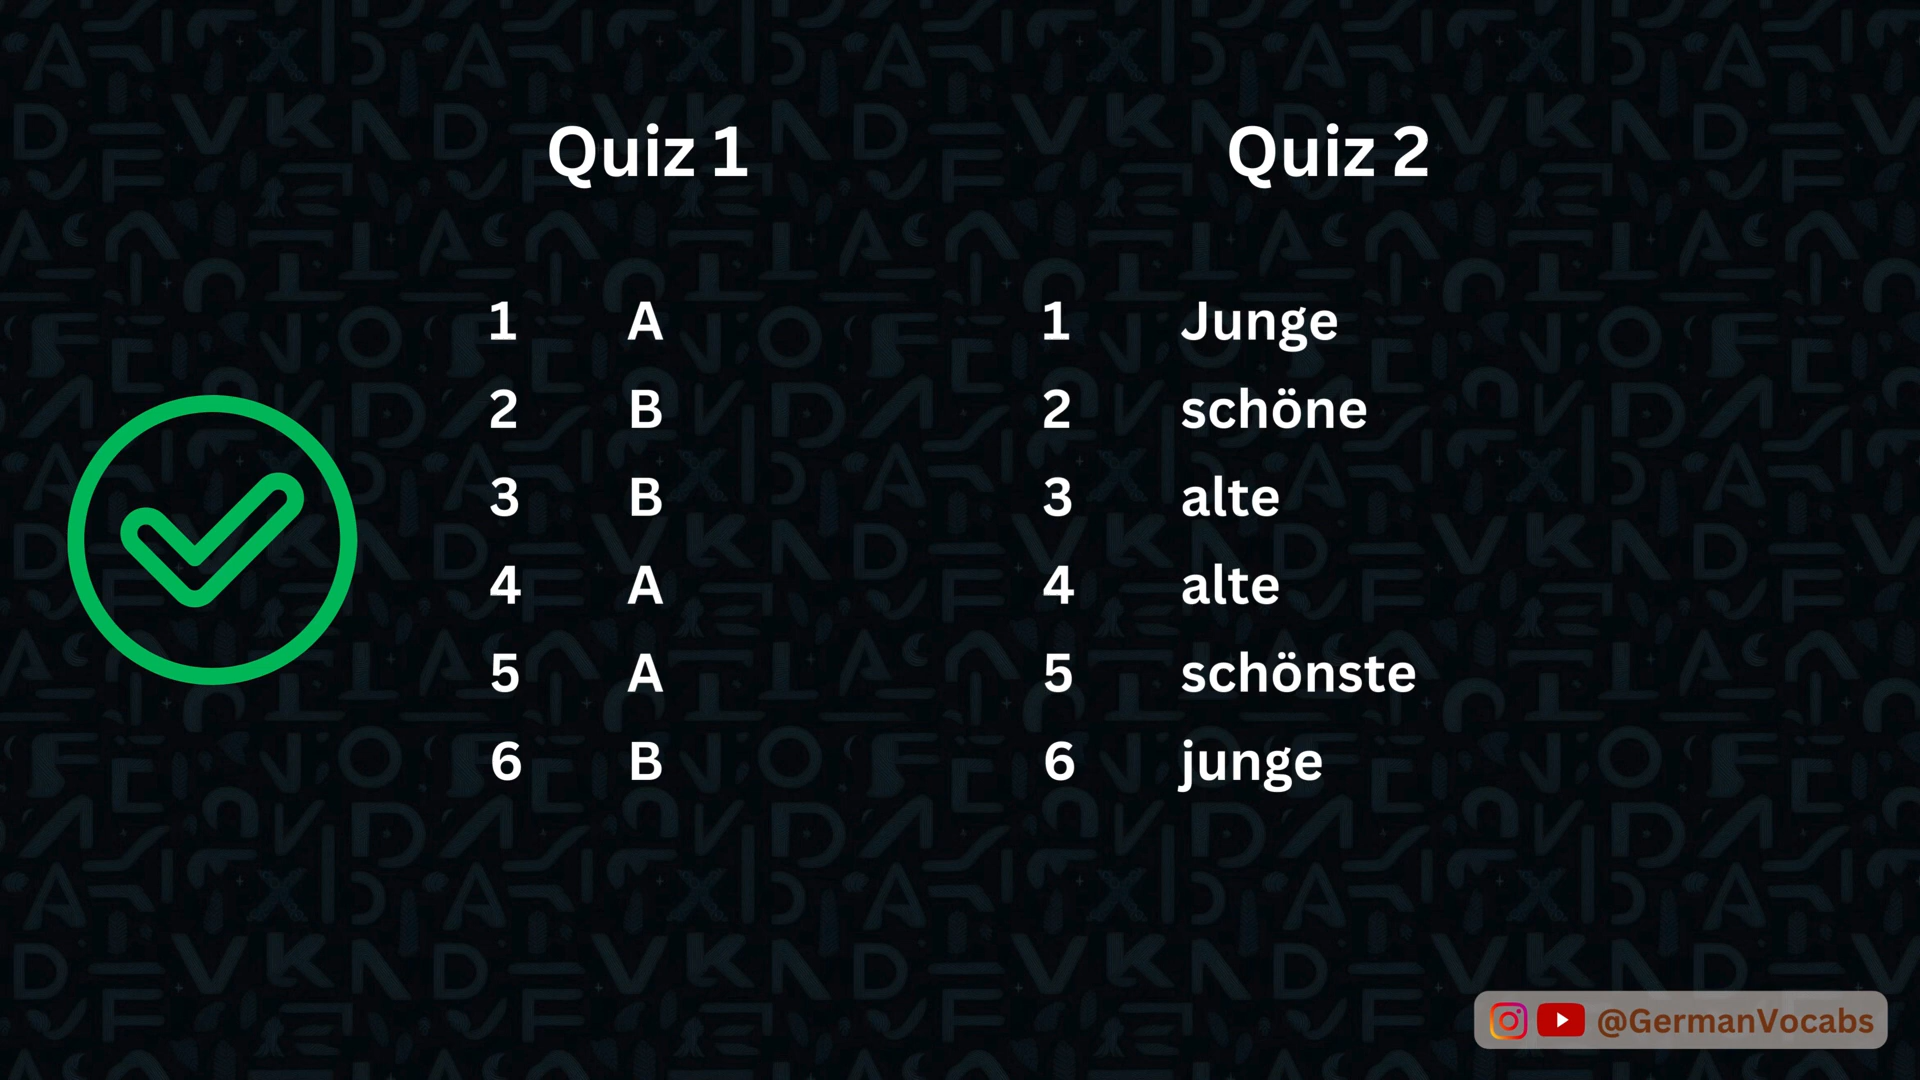 Quiz 1
1 A
2 B
3 B
4 A
5 A
6 B
Quiz 2
1 Junge
2 schöne
3 alte
4 alte
5 schönste
6 junge
@GermanVocabs